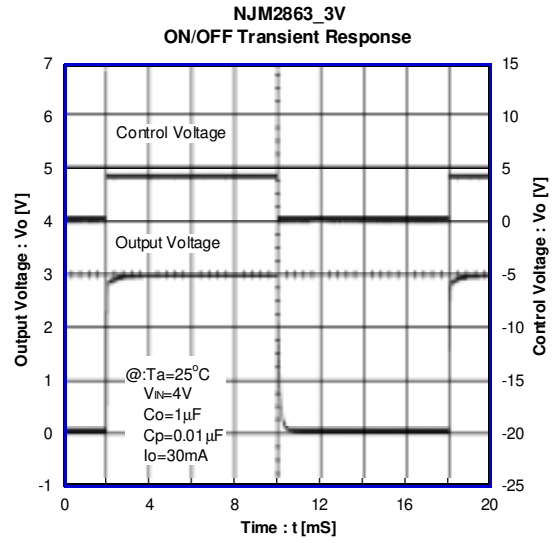 NJM2863_3V
ON/OFF Transient Response
7
6
5
4
3
2
1
0
-1
15
10
5
0
-5
-10
-15
-20
-25
Output Voltage : Vo [V]
Control Voltage : Vo [V]
Control Voltage
Output Voltage
@:Ta=25°C
VIN=4V
Co=1µF
Cp=0.01µF
Io=30mA
0 4 8 12 16 20
Time : t [mS]